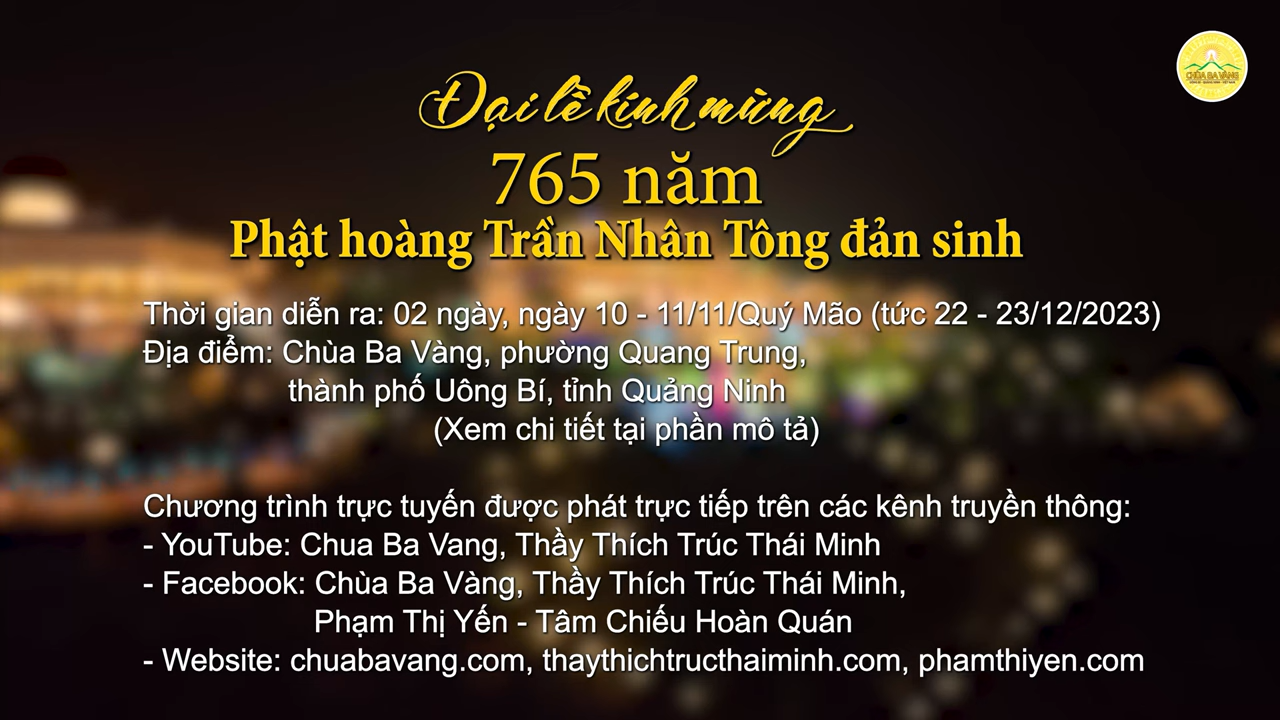 CHÙA BA VÀNG
Đại lễ kính mừng
765 năm
Phật hoàng Trần Nhân Tông đản sinh
Thời gian diễn ra: 02 ngày, ngày 10 - 11/11/Quý Mão (tức 22 - 23/12/2023)
Địa điểm: Chùa Ba Vàng, phường Quang Trung,
thành phố Uông Bí, tỉnh Quảng Ninh
(Xem chi tiết tại phần mô tả)
Chương trình trực tuyến được phát trực tiếp trên các kênh truyền thông:
- YouTube: Chua Ba Vang, Thầy Thích Trúc Thái Minh
- Facebook: Chùa Ba Vàng, Thầy Thích Trúc Thái Minh,
Phạm Thị Yến - Tâm Chiếu Hoàn Quán
- Website: chuabavang.com, thaythichtructhaiminh.com, phamthiyen.com